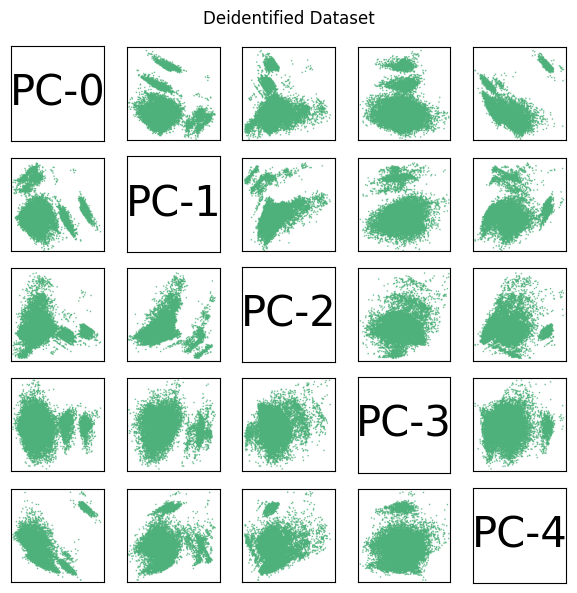 Deidentified Dataset
PC-0
PC-1
PC-2
PC-3
PC-4